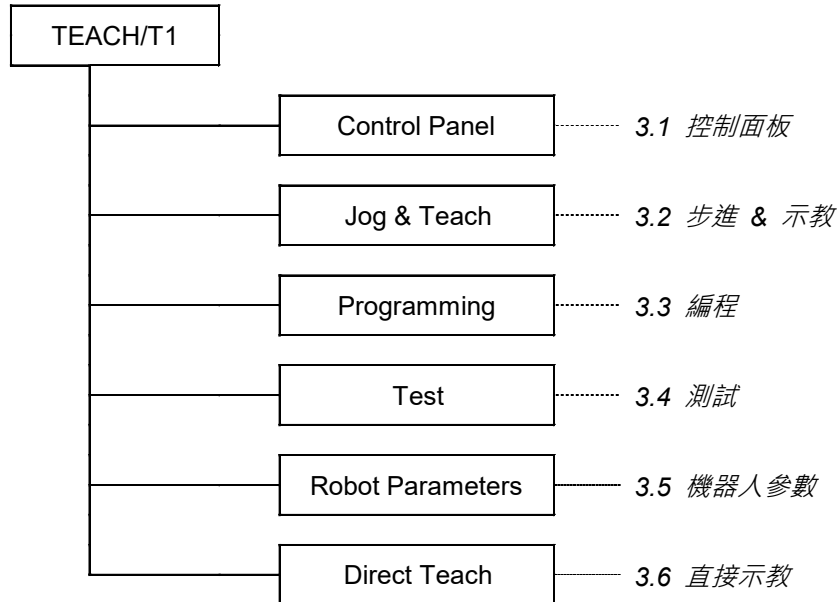 TEACH/T1
Control Panel 3.1 控制面板
Jog & Teach 3.2 步進 & 示教
Programming 3.3 編程
Test 3.4 測試
Robot Parameters 3.5 機器人參數
Direct Teach 3.6 直接示教